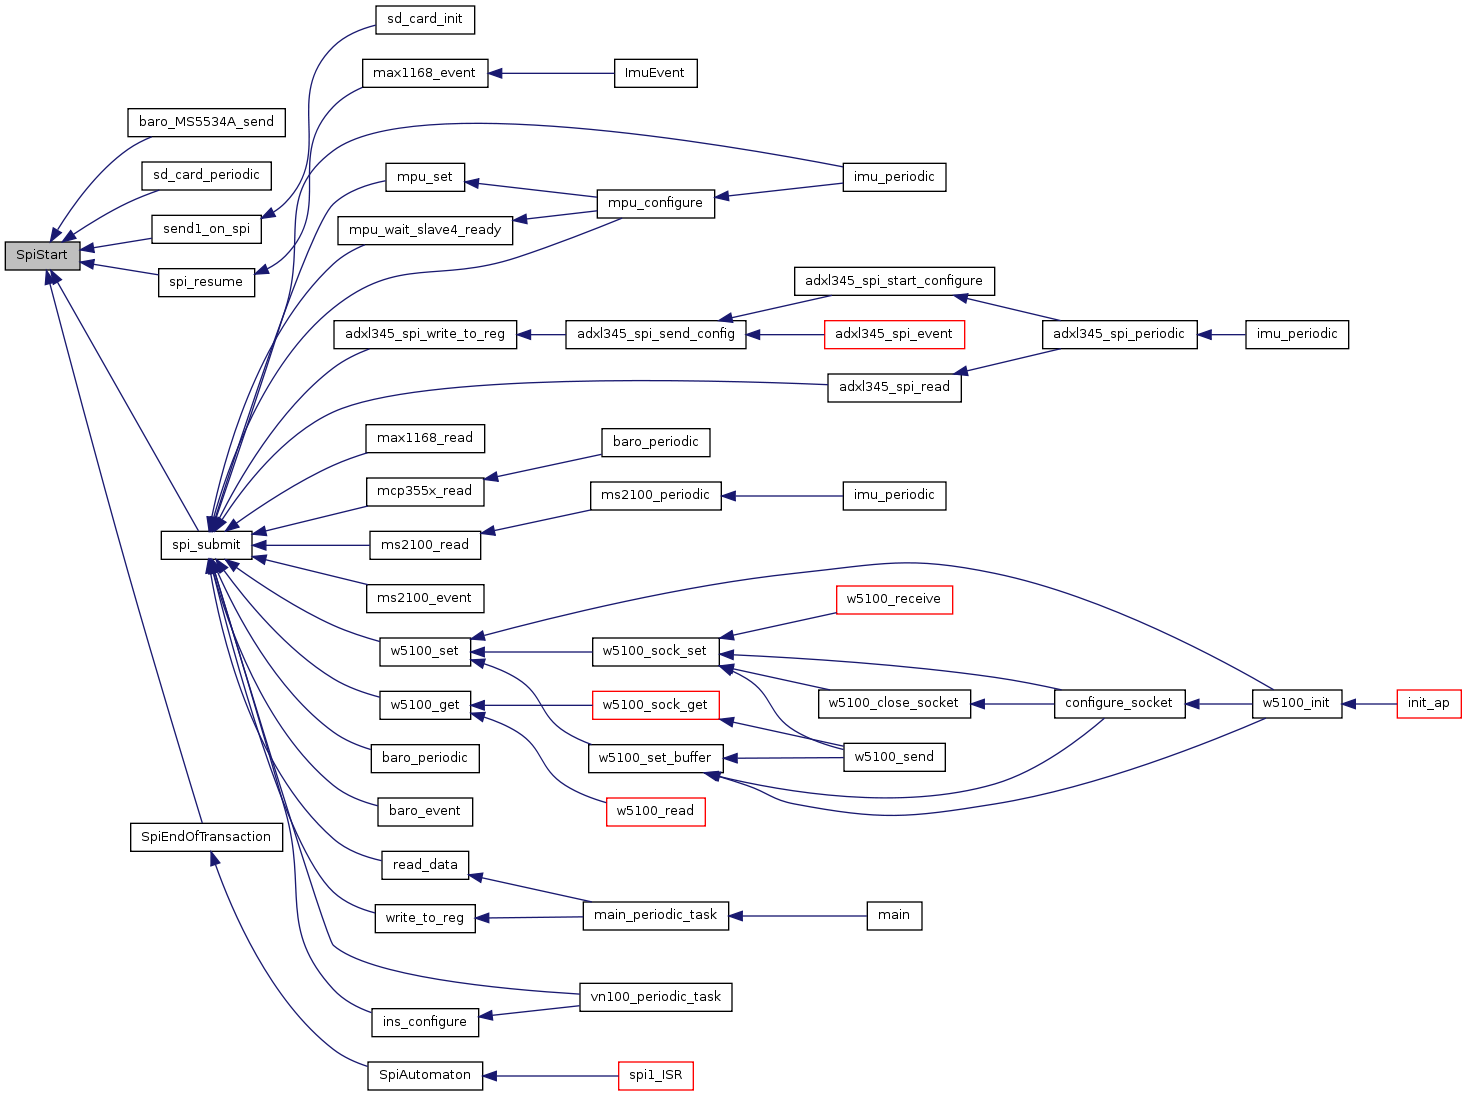 sd_card_init
max1168_event
ImuEvent
baro_MS5534A_send
sd_card_periodic
mpu_set
imu_periodic
mpu_configure
send1_on_spi
mpu_wait_slave4_ready
SpiStart
spi_resume
adxl345_spi_start_configure
adxl345_spi_write_to_reg
adxl345_spi_send_config
adxl345_spi_event
adxl345_spi_periodic
imu_periodic
adxl345_spi_read
max1168_read
baro_periodic
mcp355x_read
ms2100_periodic
imu_periodic
spi_submit
ms2100_read
ms2100_event
w5100_receive
w5100_set
w5100_sock_set
w5100_get
w5100_sock_get
w5100_close_socket
configure_socket
w5100_init
init_ap
baro_periodic
w5100_set_buffer
w5100_send
baro_event
w5100_read
SpiEndOfTransaction
read_data
write_to_reg
main_periodic_task
main
vn100_periodic_task
ins_configure
SpiAutomaton
spi1_ISR